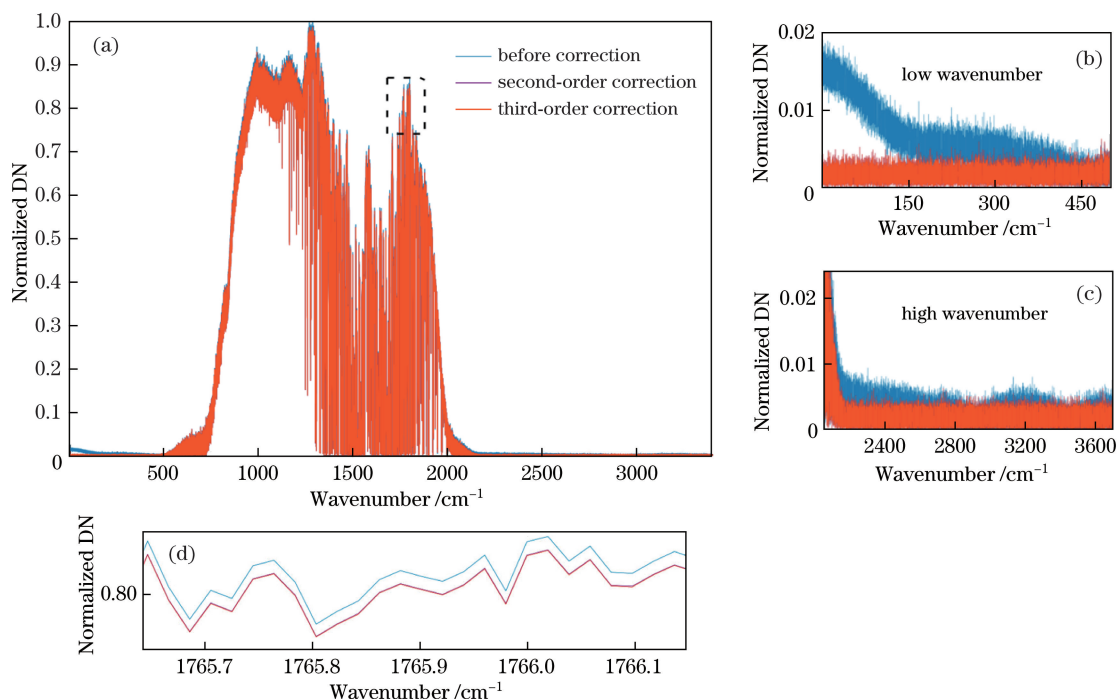 (a)
before correction
second-order correction
third-order correction
Normalized DN
1.0
0.9
0.8
0.7
0.6
0.5
0.4
0.3
0.2
0.1
0
500 1000 1500 2000 2500 3000
Wavenumber /cm⁻¹
(b)
low wavenumber
Normalized DN
0.02
0.01
0
150 300 450
Wavenumber /cm⁻¹
(c)
high wavenumber
Normalized DN
0.02
0.01
0
2400 2800 3200 3600
Wavenumber /cm⁻¹
(d)
Normalized DN
0.80
1765.7 1765.8 1765.9 1766.0 1766.1
Wavenumber /cm⁻¹